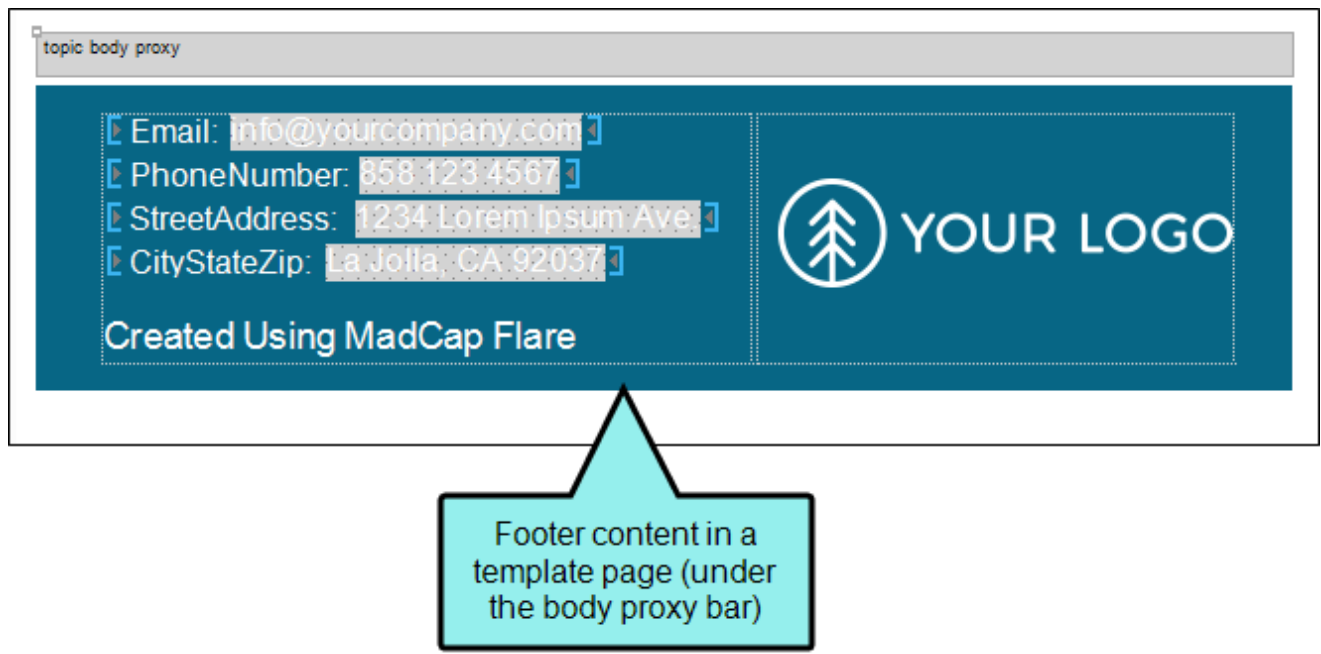 topic body proxy
Email: info@yourcompany.com
PhoneNumber: 858.123.4567
StreetAddress: 1234 Lorem Ipsum Ave.
CityStateZip: La Jolla, CA 92037
Created Using MadCap Flare
YOUR LOGO
Footer content in a
template page (under
the body proxy bar)